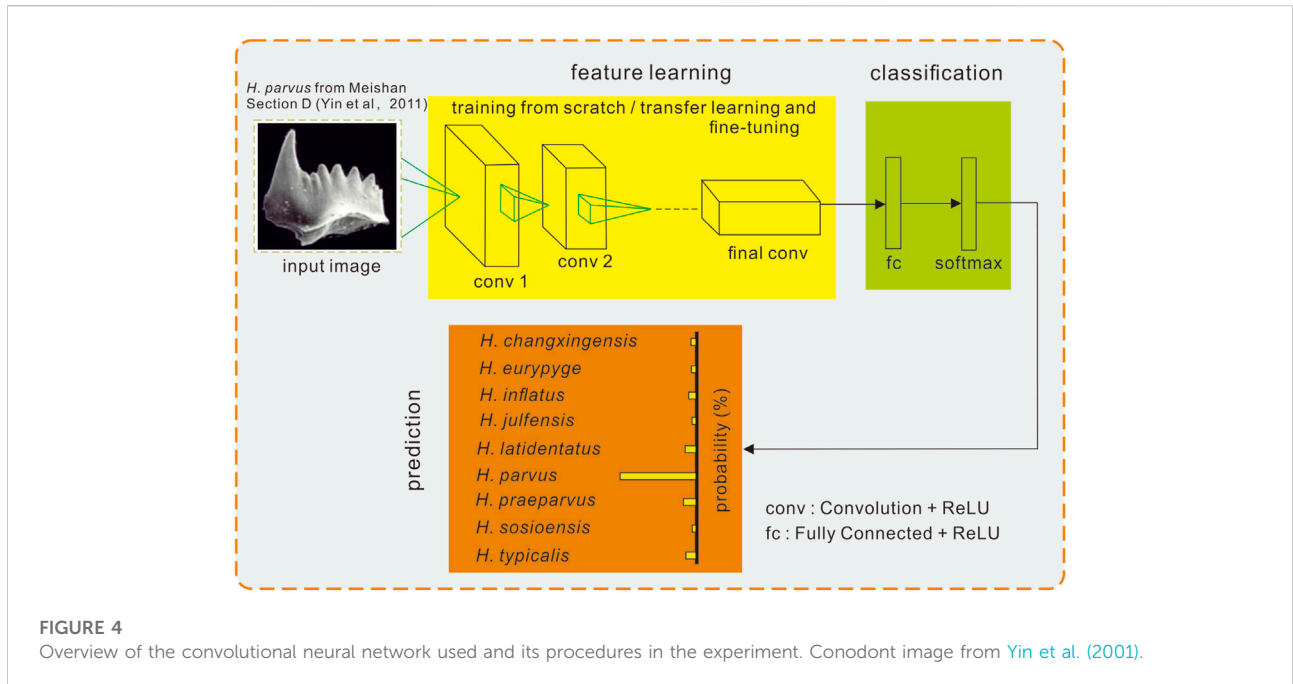 feature learning
classification
H. parvus from Meishan
Section D (Yin et al, 2011)
training from scratch / transfer learning and
fine-tuning
input image
conv 1
conv 2
final conv
fc
softmax
prediction
H. changxingensis
H. eurypyge
H. inflatus
H. julfensis
H. latidentatus
H. parvus
H. praeparvus
H. sosioensis
H. typicalis
probability (%)
conv : Convolution + ReLU
fc : Fully Connected + ReLU
FIGURE 4
Overview of the convolutional neural network used and its procedures in the experiment. Conodont image from Yin et al. (2001).